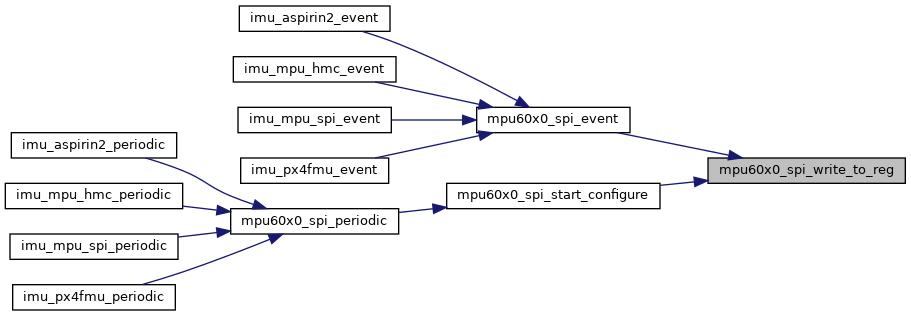 imu_aspirin2_event
imu_mpu_hmc_event
mpu60x0_spi_event
imu_mpu_spi_event
imu_aspirin2_periodic
imu_px4fmu_event
mpu60x0_spi_write_to_reg
imu_mpu_hmc_periodic
mpu60x0_spi_start_configure
mpu60x0_spi_periodic
imu_mpu_spi_periodic
imu_px4fmu_periodic